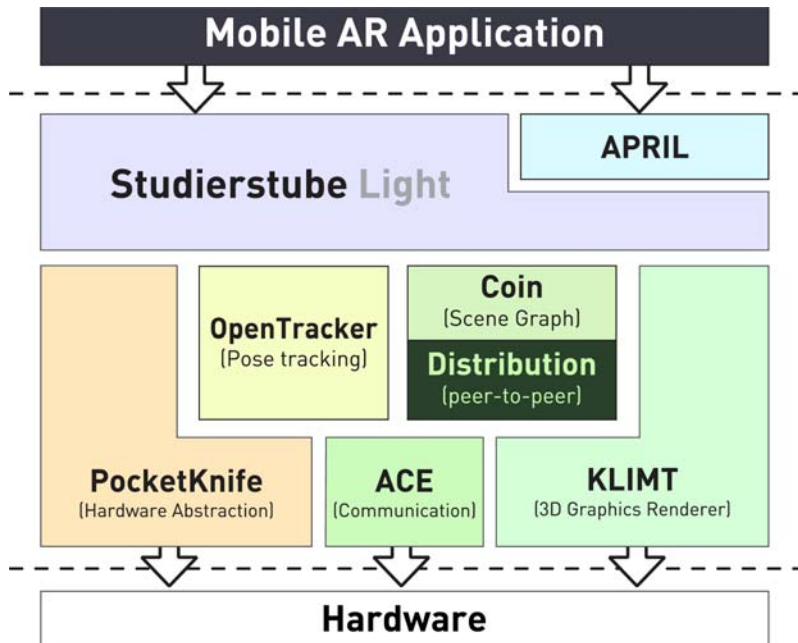 Mobile AR Application
APRIL
Studierstube Light
Coin
(Scene Graph)
OpenTracker
(Pose tracking)
Distribution
(peer-to-peer)
PocketKnife
(Hardware Abstraction)
ACE
(Communication)
KLIMT
(3D Graphics Renderer)
Hardware